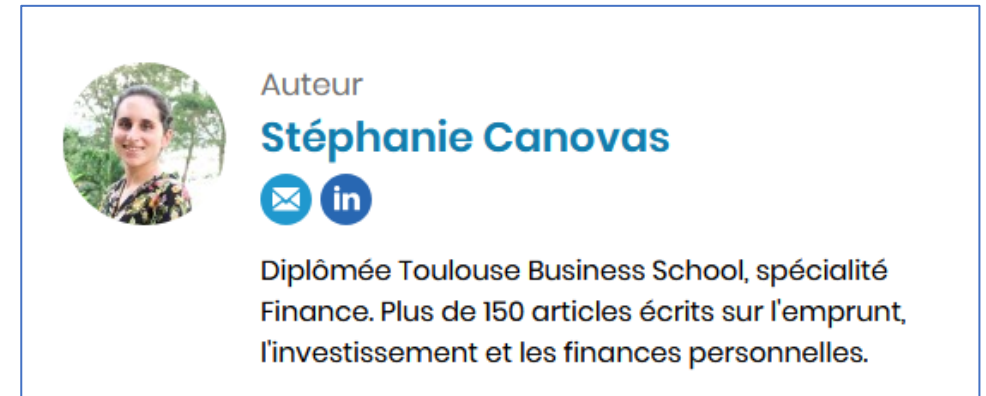 Auteur
Stéphanie Canovas
in
Diplômée Toulouse Business School, spécialité
Finance. Plus de 150 articles écrits sur l'emprunt,
l'investissement et les finances personnelles.